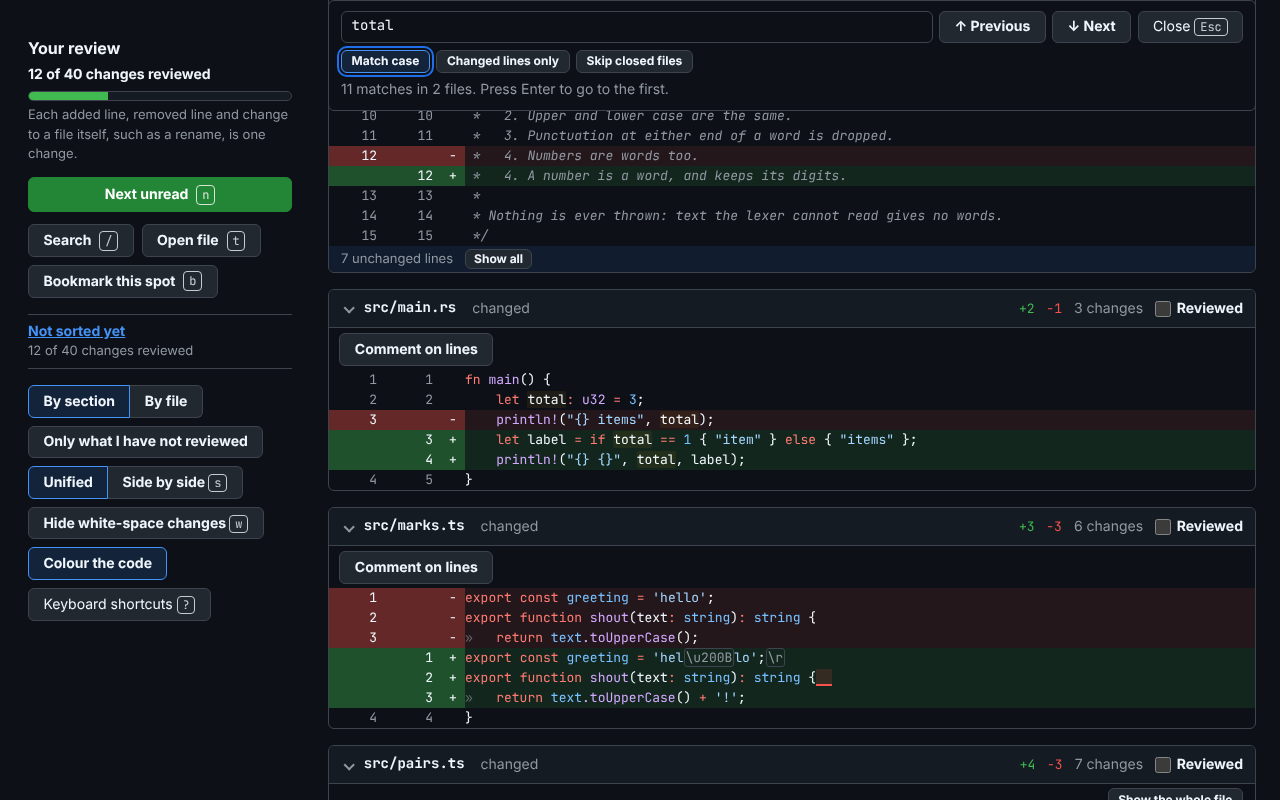 total
↑ Previous
↓ Next
Close Esc
Match case
Changed lines only
Skip closed files
11 matches in 2 files. Press Enter to go to the first.
Your review
12 of 40 changes reviewed
Each added line, removed line and change
to a file itself, such as a rename, is one
change.
Next unread n
Search /
Open file t
Bookmark this spot b
Not sorted yet
12 of 40 changes reviewed
By section
By file
Only what I have not reviewed
Unified
Side by side s
Hide white-space changes w
Colour the code
Keyboard shortcuts ?
10 10 * 2. Upper and lower case are the same.
11 11 * 3. Punctuation at either end of a word is dropped.
12 - * 4. Numbers are words too.
12 + * 4. A number is a word, and keeps its digits.
13 13 *
14 14 * Nothing is ever thrown: text the lexer cannot read gives no words.
15 15 */
7 unchanged lines Show all
src/main.rs changed +2 -1 3 changes Reviewed
Comment on lines
1 1 fn main() {
2 2 let total: u32 = 3;
3 - println!("{} items", total);
3 + let label = if total == 1 { "item" } else { "items" };
4 + println!("{} {}", total, label);
4 5 }
src/marks.ts changed +3 -3 6 changes Reviewed
Comment on lines
1 - export const greeting = 'hello';
2 - export function shout(text: string): string {
3 - » return text.toUpperCase();
1 + export const greeting = 'hel\u200Blo';\r
2 + export function shout(text: string): string {
3 + » return text.toUpperCase() + '!';
4 4 }
src/pairs.ts changed +4 -3 7 changes Reviewed
Show the whole file